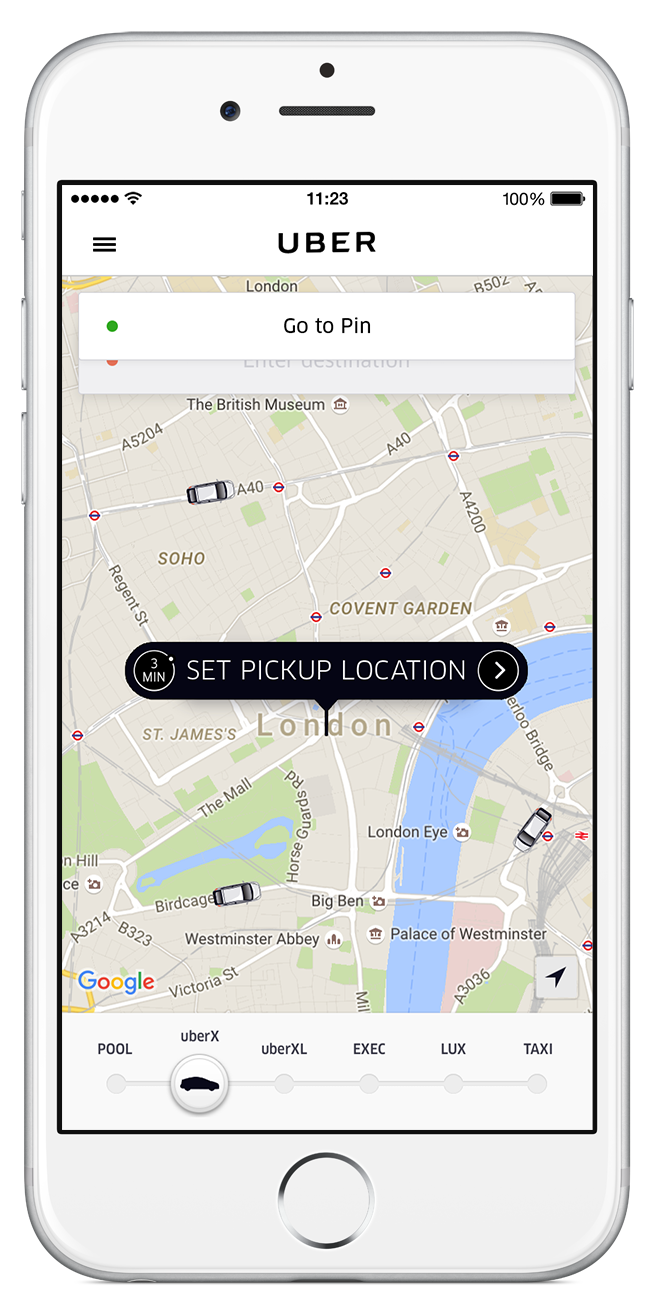 11:23
100%
UBER
London
B502
Go to Pin
Enter destination
The British Museum
A5204
A40
A40
A4200
SOHO
Regent St
COVENT GARDEN
3
MIN
SET PICKUP LOCATION
erloo Bridge
ST. JAMES'S
London
The Mall
Horse Guards Rd
London Eye
n Hill
ce
Birdcage
Big Ben
A3214
B323
Westminster Abbey
Palace of Westminster
Google
Victoria St
Mil
A3036
POOL
uberX
uberXL
EXEC
LUX
TAXI